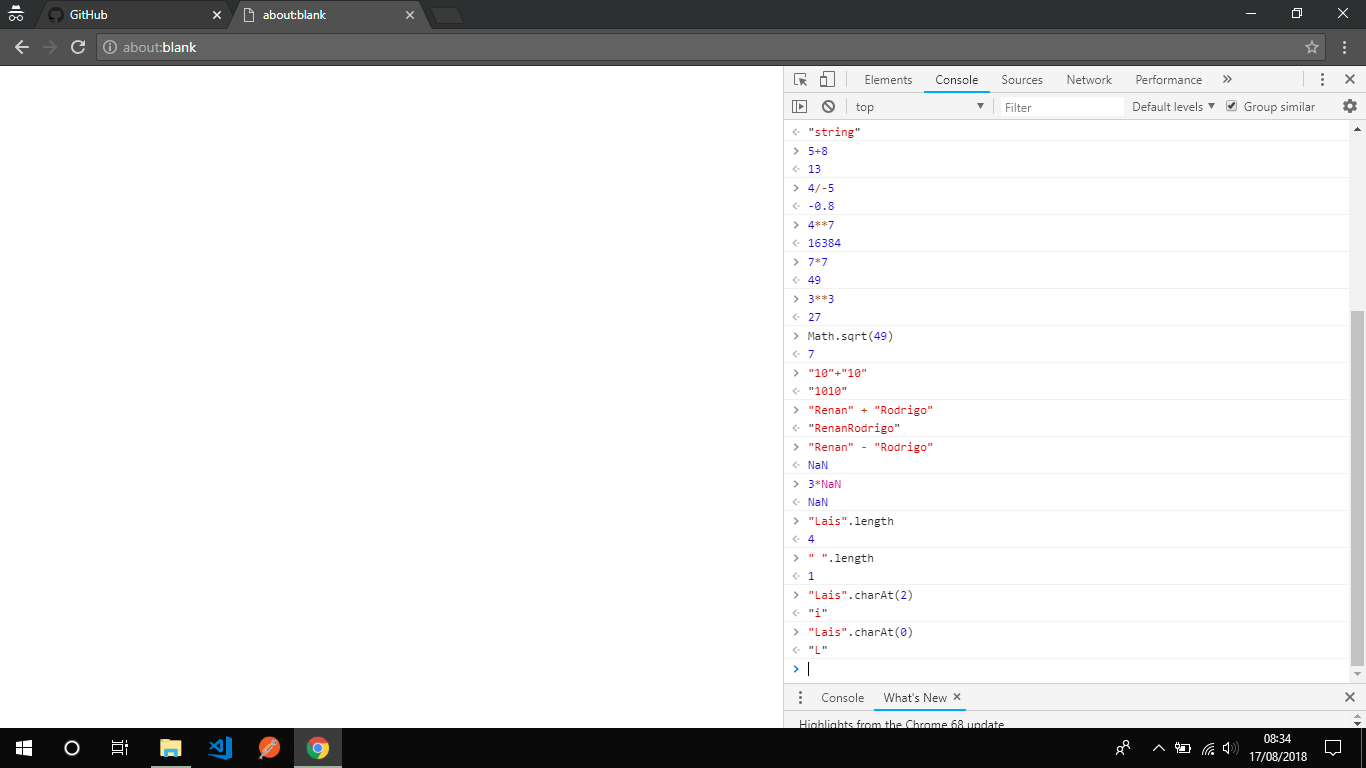 GitHub
about:blank
about:blank
Elements Console Sources Network Performance
top Filter Default levels Group similar
"string"
5+8
13
4/-5
-0.8
4**7
16384
7*7
49
3**3
27
Math.sqrt(49)
7
"10"+"10"
"1010"
"Renan" + "Rodrigo"
"RenanRodrigo"
"Renan" - "Rodrigo"
NaN
3*NaN
NaN
"Lais".length
4
" ".length
1
"Lais".charAt(2)
"i"
"Lais".charAt(0)
"L"
Console What's New
Highlights from the Chrome 68 update
08:34
17/08/2018